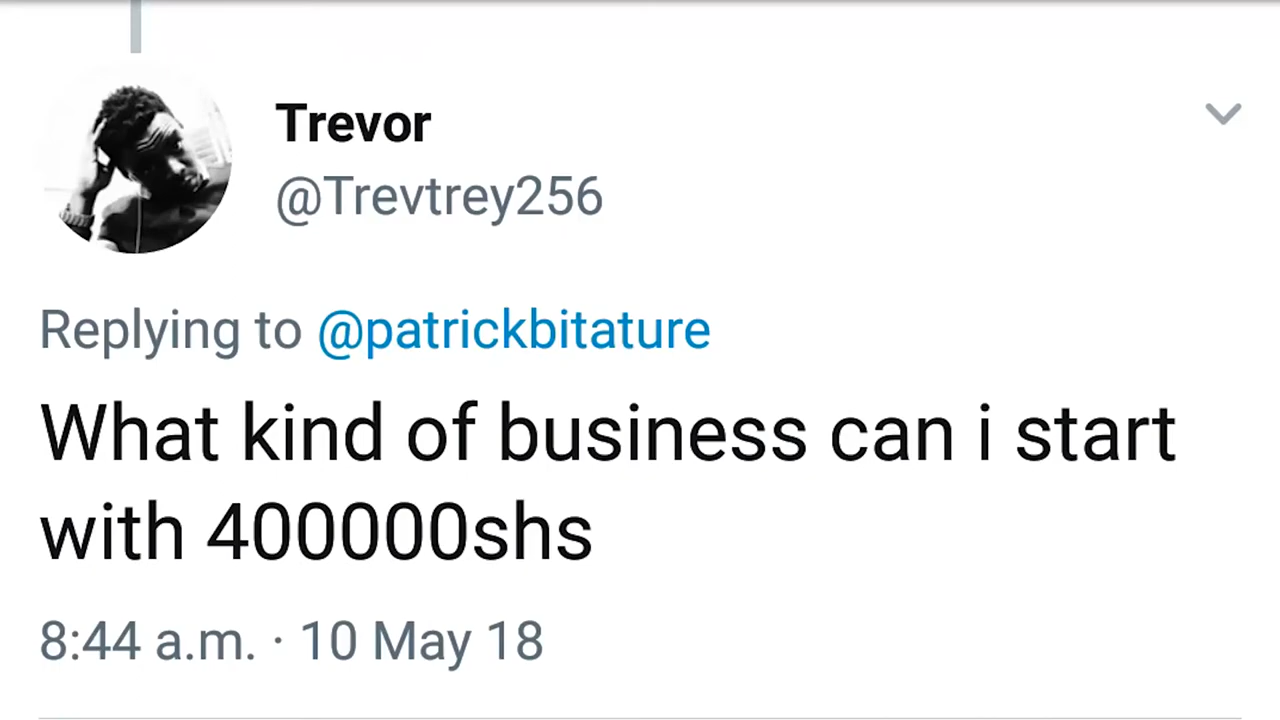 Trevor
@Trevtrey256
Replying to @patrickbitature
What kind of business can i start
with 400000shs
8:44 a.m. · 10 May 18